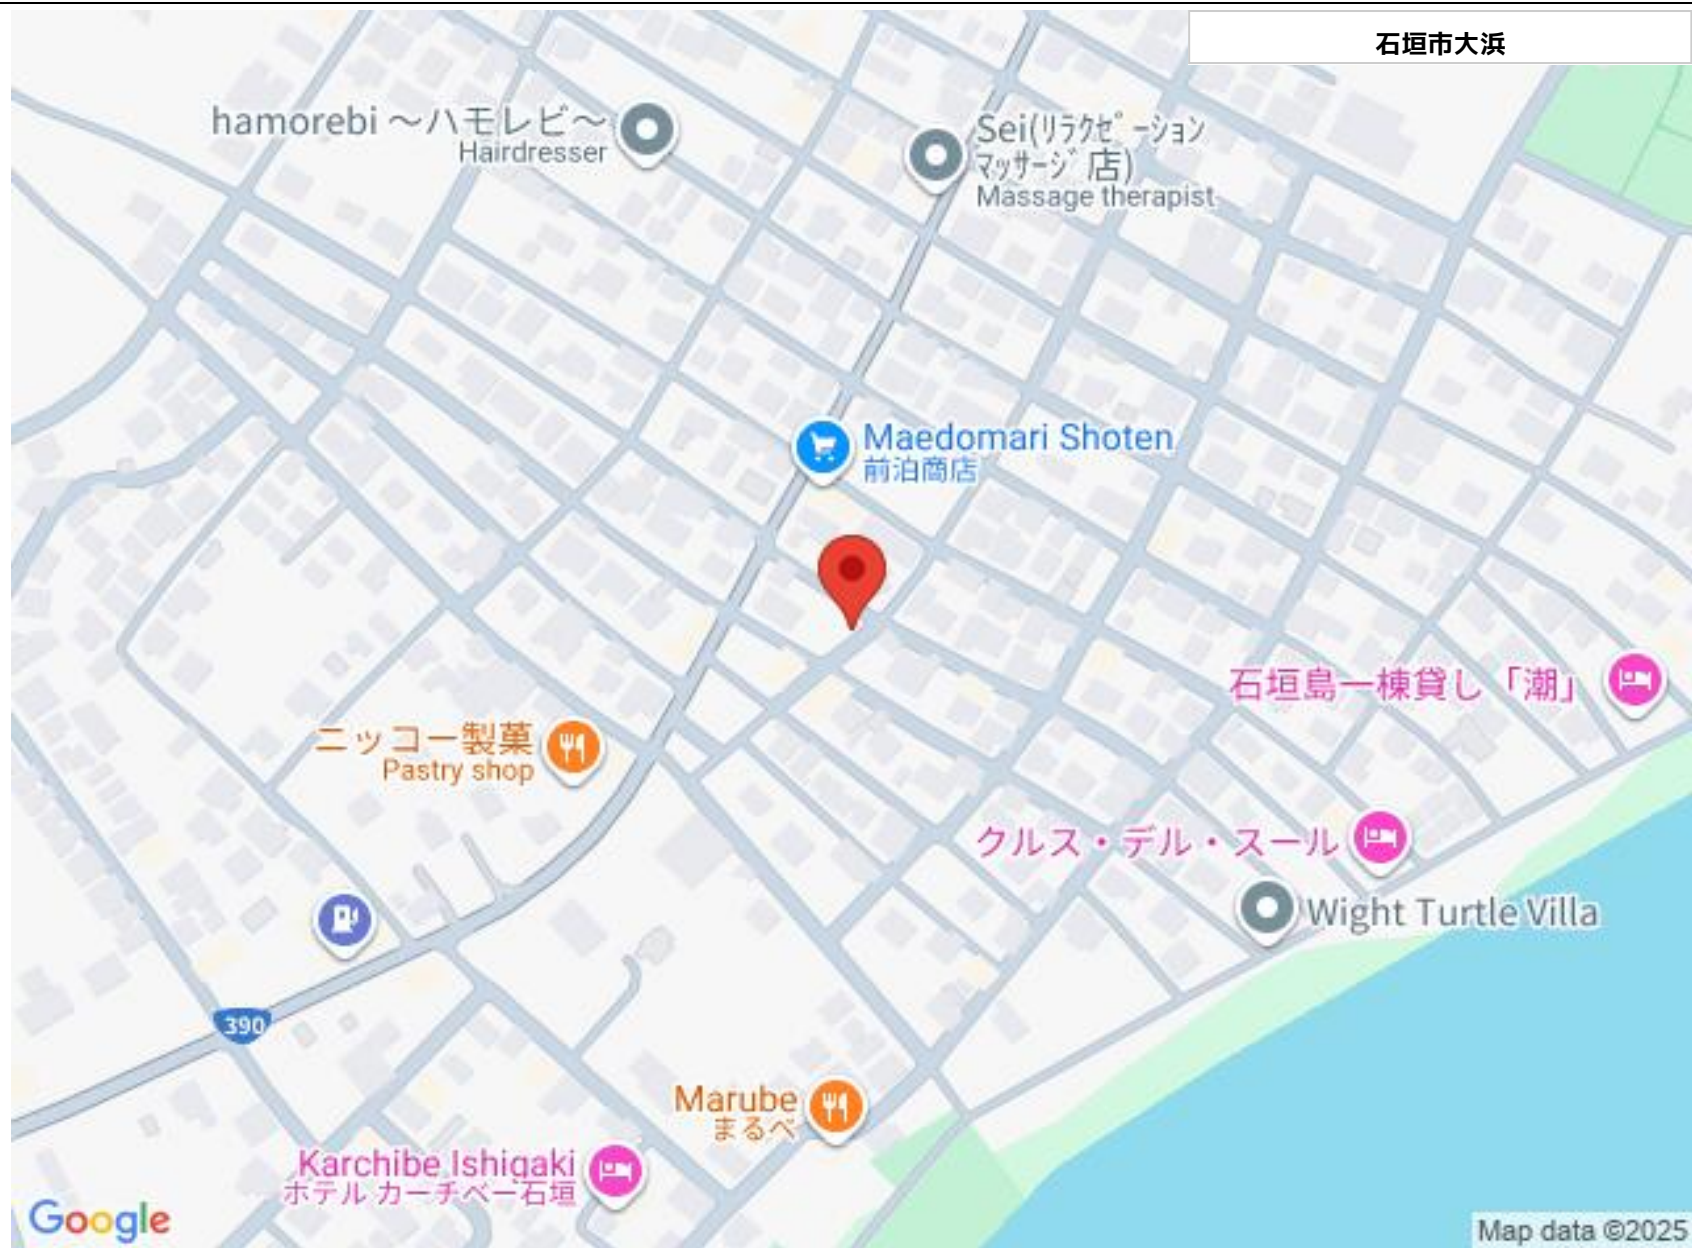 石垣市大浜
hamorebi ～ハモレビ～
Hairdresser
Sei(ﾘﾗｸｾﾞｰｼｮﾝ
ﾏｯｻｰｼﾞ店)
Massage therapist
Maedomari Shoten
前泊商店
石垣島一棟貸し「潮」
ニッコー製菓
Pastry shop
クルス・デル・スール
Wight Turtle Villa
390
Marube
まるべ
Karchibe Ishigaki
ホテル カーチベー石垣
Google
Map data ©2025